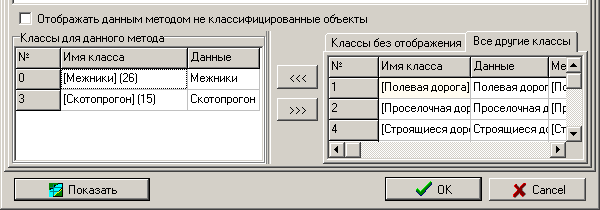 Отображать данным методом не классифицированные объекты
Классы для данного метода
№ Имя класса Данные
0 [Межники] (26) Межники
3 [Скотопрогон] (15) Скотопрогон
<<<
>>>
Классы без отображения Все другие классы
№ Имя класса Данные Ме
1 [Полевая дорога] Полевая дорог [По
2 [Проселочная д Проселочная д [Пр
4 [Строящиеся дор Строящиеся до [Ст
Показать OK Cancel